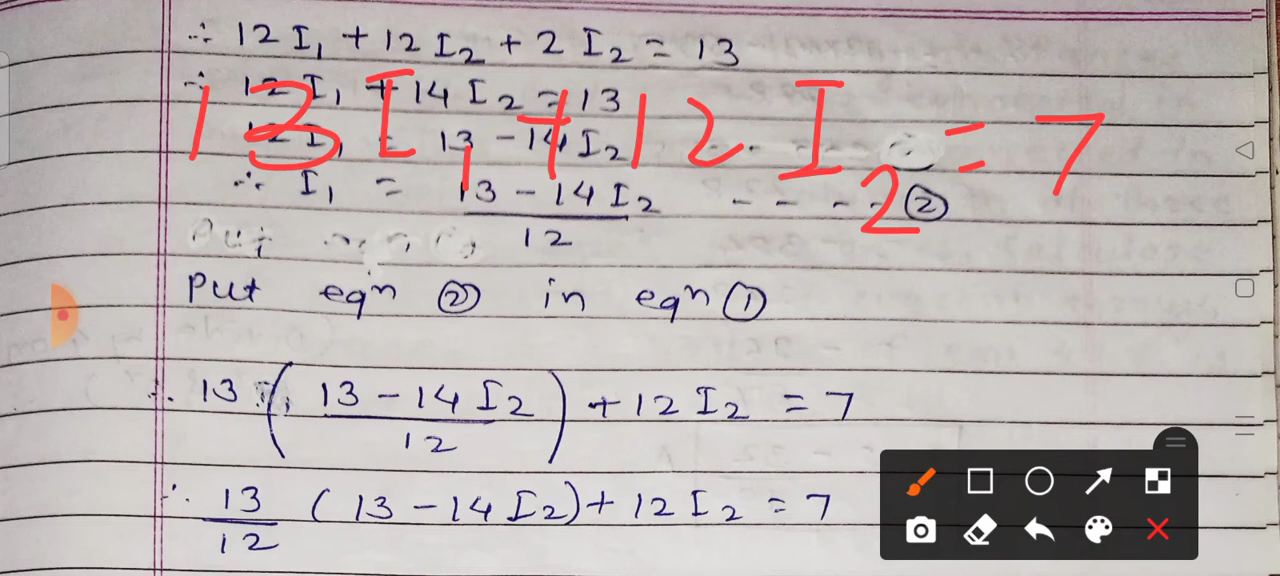 ∴ 12 I₁ + 12 I₂ + 2 I₂ = 13
∴ 12 I₁ + 14 I₂ = 13
13 I₁ + 12 I₂ = 7
12 I₁ = 13 - 14 I₂
∴ I₁ = 13 - 14 I₂ - - - - ②
12
Put
Put eqn ② in eqn ①
∴ 13 ( 13 - 14 I₂ ) + 12 I₂ = 7
12
∴ 13 ( 13 - 14 I₂) + 12 I₂ = 7
12